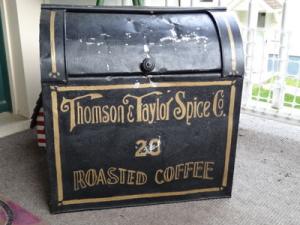 Thomson & Taylor Spice Co.
28
ROASTED COFFEE